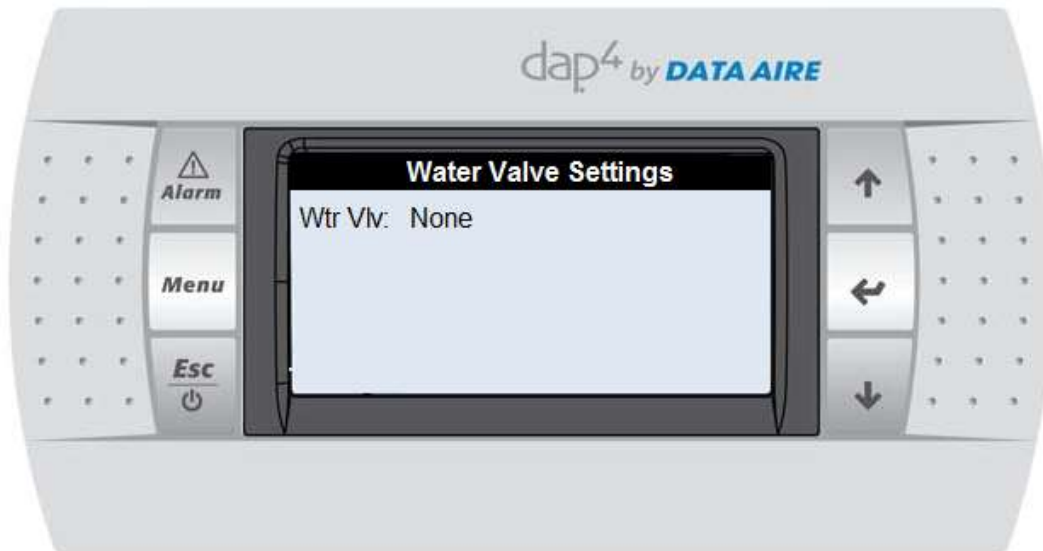 dap4 by DATA AIRE
Alarm
Menu
Esc
Water Valve Settings
Wtr Vlv: None